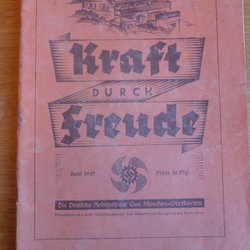 Kraft
DURCH
Freude
Juni 1937 Preis 10 Pfg.
Die Deutsche Arbeitsfront Gau München-Oberbayern